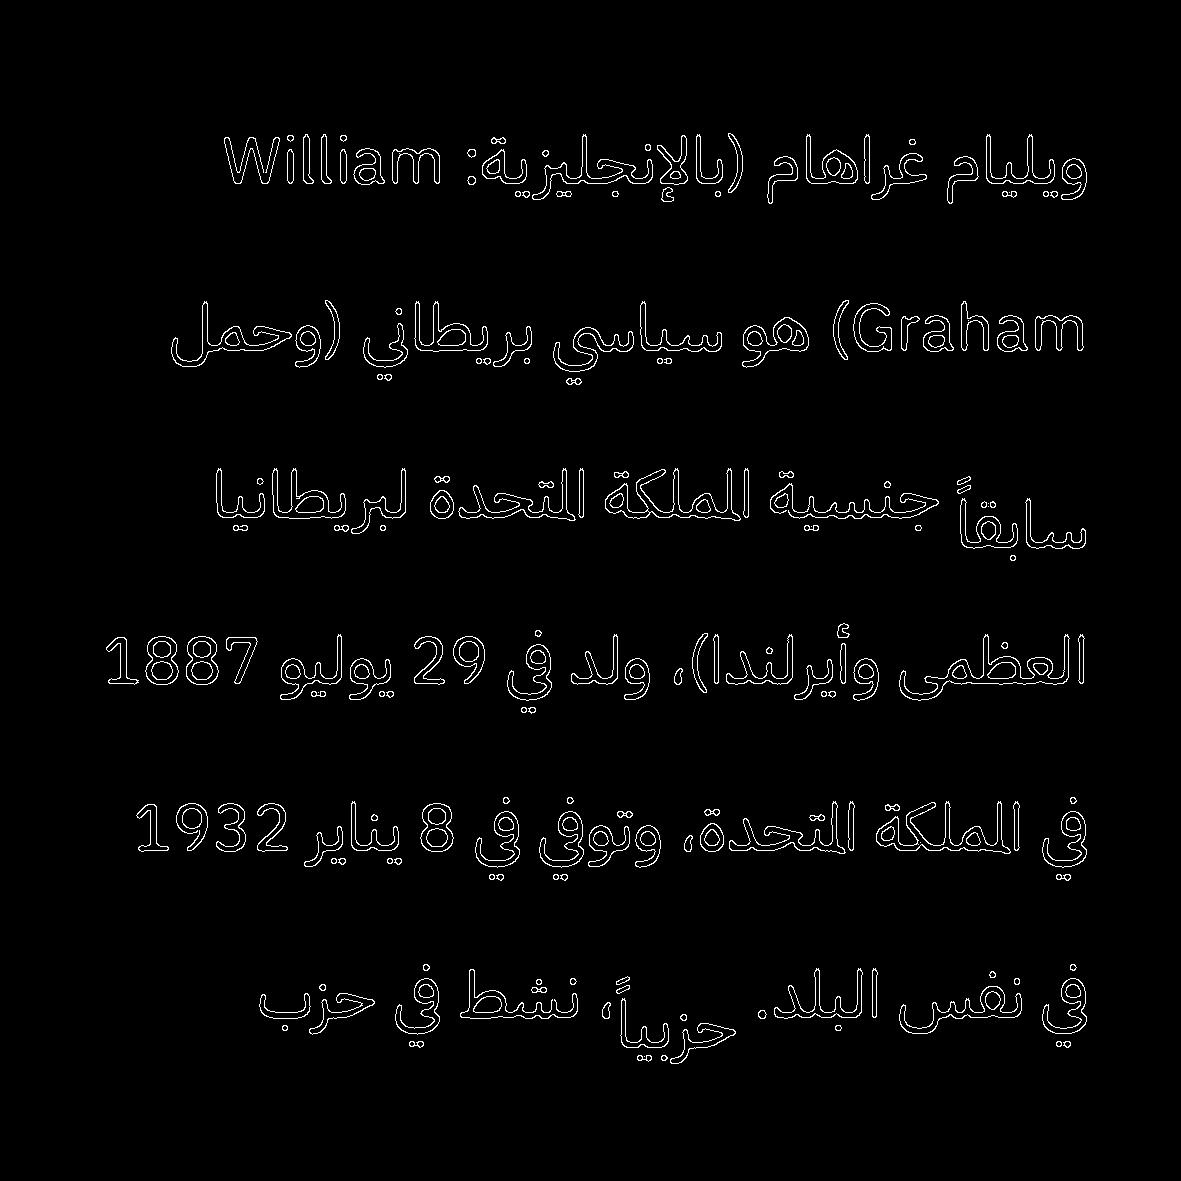 ويليام غراهام (بالإنجليزية: William
Graham) هو سياسي بريطاني (وحمل
سابقاً جنسية المملكة المتحدة لبريطانيا
العظمى وأيرلندا)، ولد في 29 يوليو 1887
في المملكة المتحدة، وتوفي في 8 يناير 1932
في نفس البلد. حزبياً، نشط في حزب